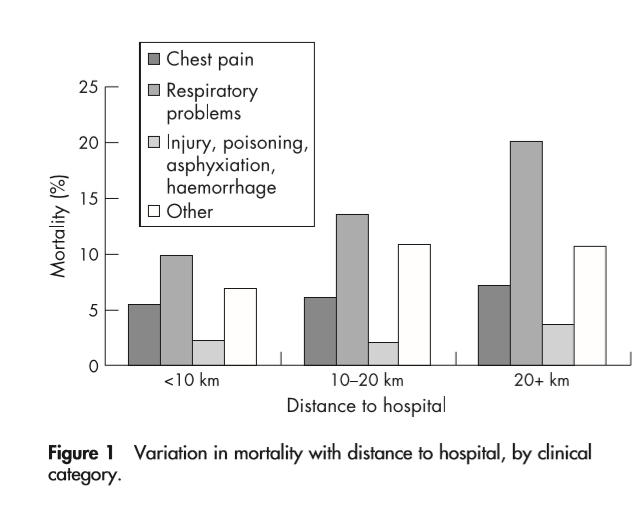 Chest pain
Respiratory
problems
Injury, poisoning,
asphyxiation,
haemorrhage
Other
Mortality (%)
25
20
15
10
5
0
<10 km
10–20 km
20+ km
Distance to hospital
Figure 1 Variation in mortality with distance to hospital, by clinical
category.